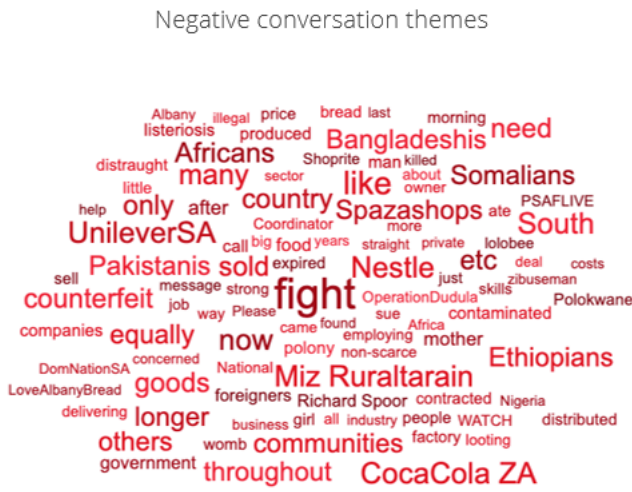 Negative conversation themes
Albany illegal price bread last morning
listeriosis produced Bangladeshis need
Africans Shoprite man killed
distraught many sector like about owner Somalians
little country PSAFLIVE
help only after Spazashops ate South
UnileverSA Coordinator more
call big food years straight private lolobee
Pakistanis sold expired Nestle etc deal costs
sell message strong fight just skills zibuseman
counterfeit job way Please OperationDudula Polokwane
companies equally now came found sue Africa contaminated
employing mother
concerned polony non-scarce Ethiopians
DomNationSA National Miz Ruraltarain
LoveAlbanyBread goods foreigners Richard Spoor contracted Nigeria
delivering longer business girl all industry people WATCH distributed
others womb communities factory looting
government throughout CocaCola ZA